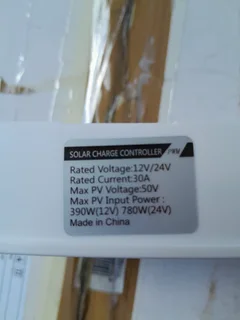 SOLAR CHARGE CONTROLLER PWM
Rated Voltage:12V/24V
Rated Current:30A
Max PV Voltage:50V
Max PV Input Power :
390W(12V) 780W(24V)
Made in China